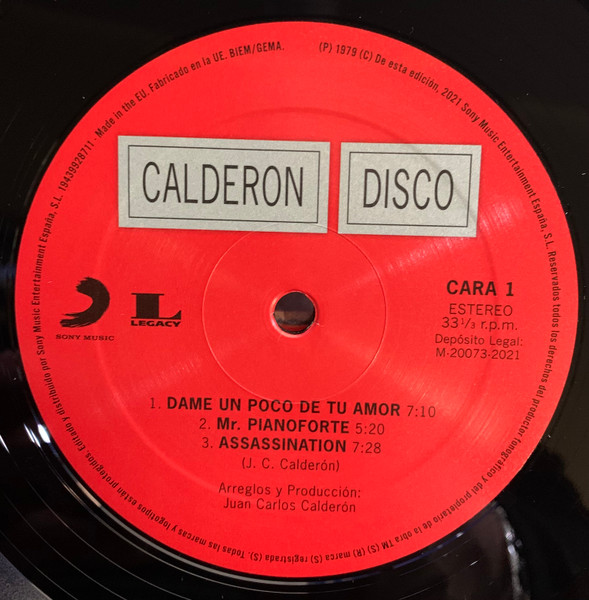 CALDERON DISCO
SONY MUSIC
L
LEGACY
CARA 1
ESTEREO
33 1/3 r.p.m.
Depósito Legal:
M-20073-2021
1. DAME UN POCO DE TU AMOR 7:10
2. Mr. PIANOFORTE 5:20
3. ASSASSINATION 7:28
(J. C. Calderón)
Arreglos y Producción:
Juan Carlos Calderón
(P) 1979 (C) De esta edición, 2021 Sony Music Entertainment España, S.L. Reservados todos los derechos del productor fonográfico y del propietario de la obra TM (S) (R) marca (s) registrada (s). Todas las marcas y logotipos están protegidos. Editado y distribuido por Sony Music Entertainment España, S.L. 19439928711 - Made in the EU. Fabricado en la UE. BIEM/GEMA.